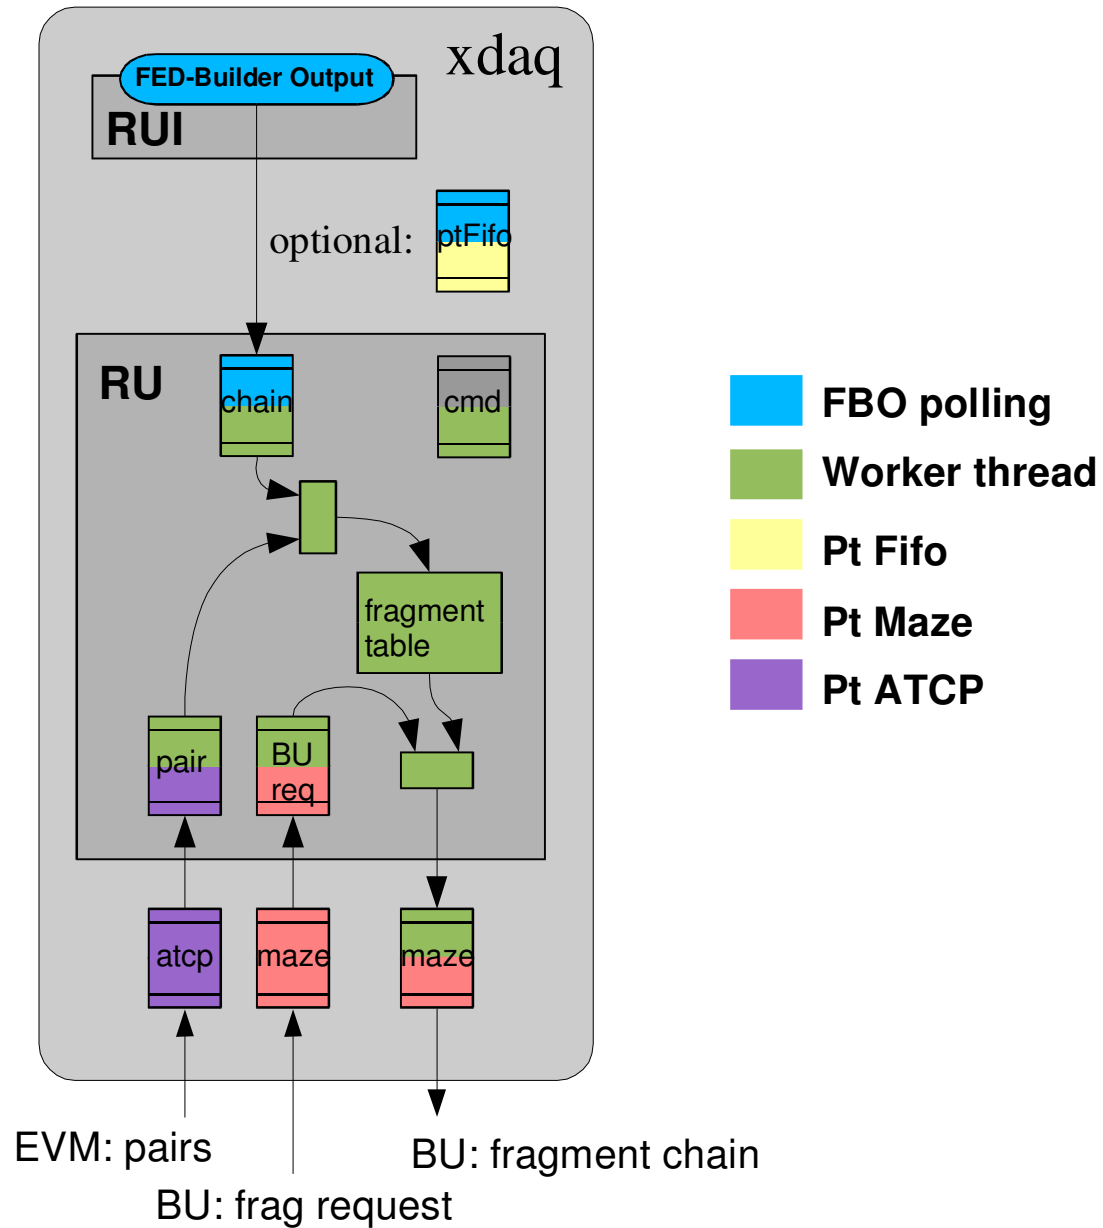 xdaq
FED-Builder Output
RUI
optional:
ptFifo
RU
chain
cmd
fragment
table
pair
BU
req
atcp
maze
maze
EVM: pairs
BU: fragment chain
BU: frag request
FBO polling
Worker thread
Pt Fifo
Pt Maze
Pt ATCP